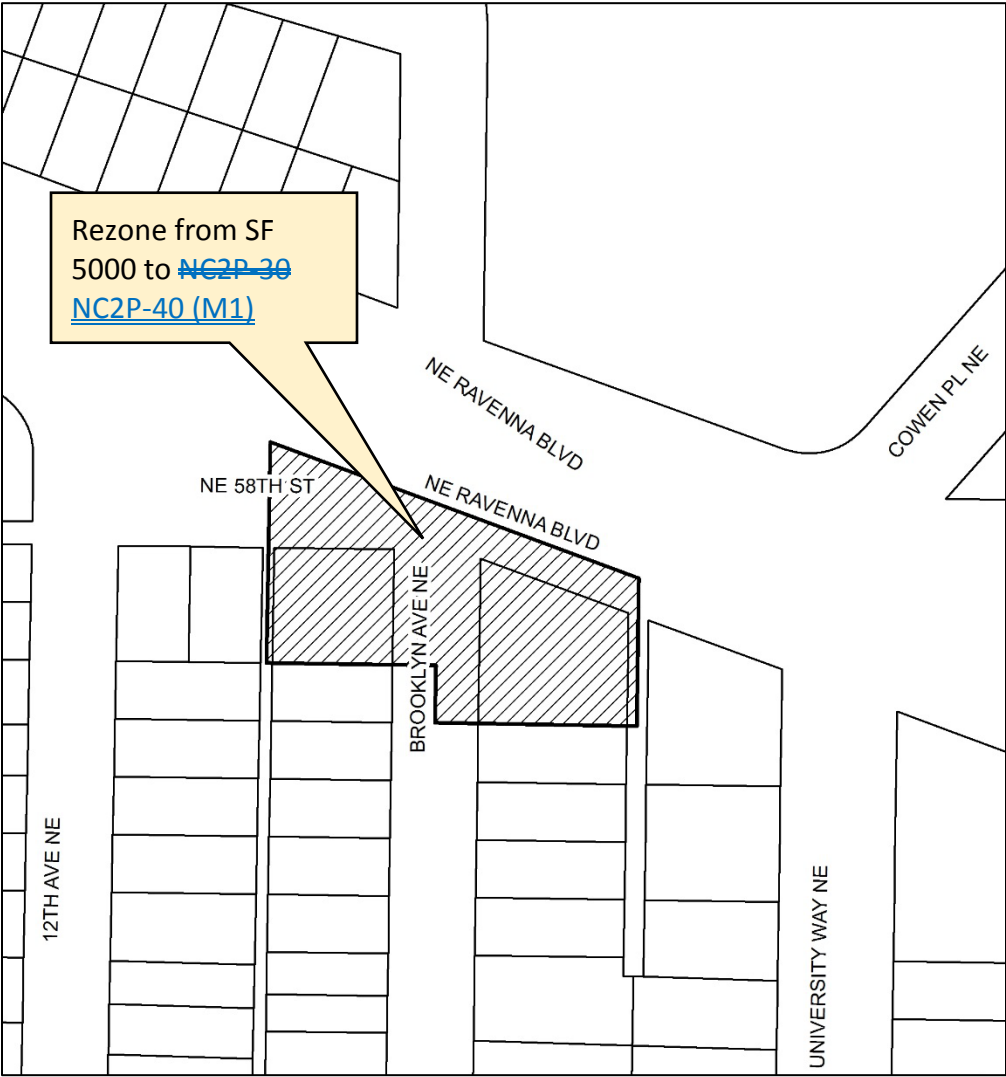 Rezone from SF
5000 to NC2P-30
NC2P-40 (M1)
NE RAVENNA BLVD
COWEN PL NE
NE 58TH ST
NE RAVENNA BLVD
BROOKLYN AVE NE
12TH AVE NE
UNIVERSITY WAY NE